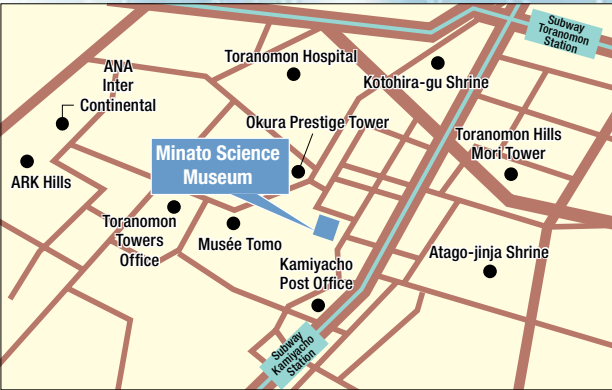 Subway
Toranomon
Station
Toranomon Hospital
ANA
Inter
Continental
Kotohira-gu Shrine
Okura Prestige Tower
Toranomon Hills
Mori Tower
Minato Science
Museum
ARK Hills
Toranomon
Towers
Office
Musée Tomo
Atago-jinja Shrine
Kamiyacho
Post Office
Subway
Kamiyacho
Station